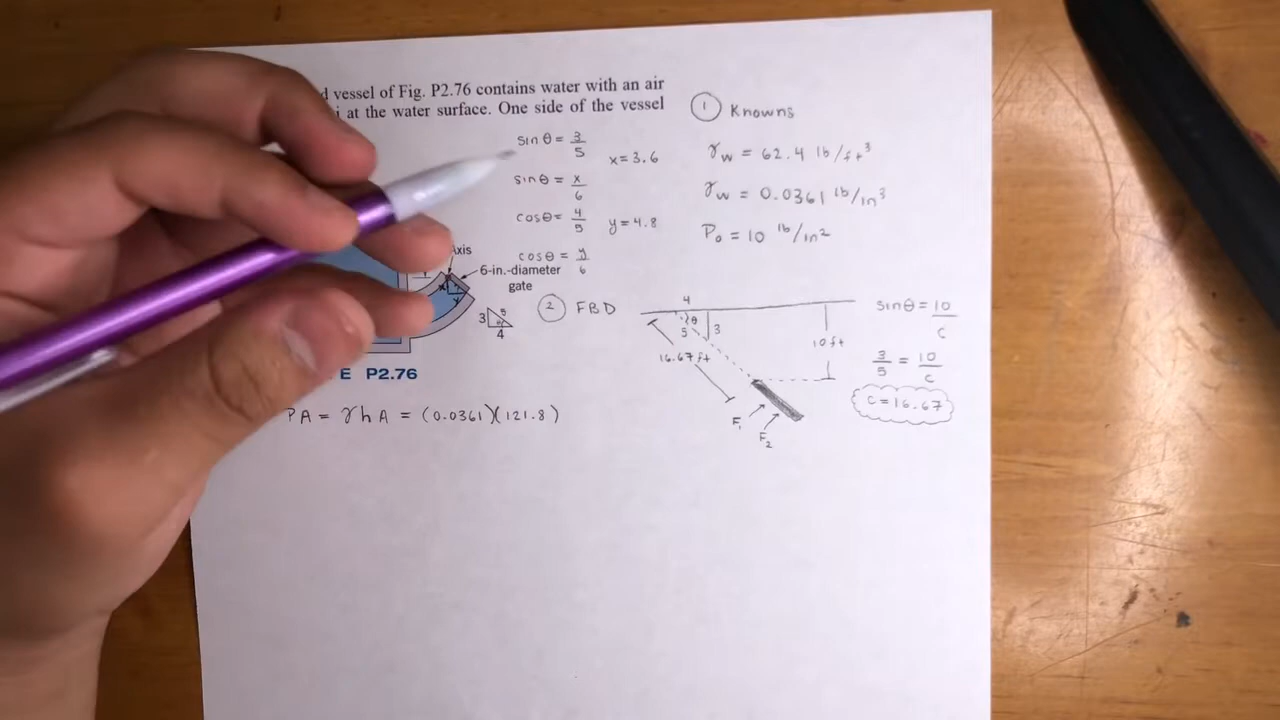 d vessel of Fig. P2.76 contains water with an air
i at the water surface. One side of the vessel
① Knowns
sin θ = 3/5
x = 3.6
sin θ = x/6
cos θ = 4/5
y = 4.8
cos θ = y/6
γw = 62.4 lb/ft³
γw = 0.0361 lb/in³
P₀ = 10 lb/in²
Axis
6-in.-diameter
gate
x
y
3
5
4
E P2.76
② FBD
4
θ
5
3
16.67 ft
10 ft
F₁
F₂
sin θ = 10/c
3/5 = 10/c
c = 16.67
PA = γhA = (0.0361)(121.8)